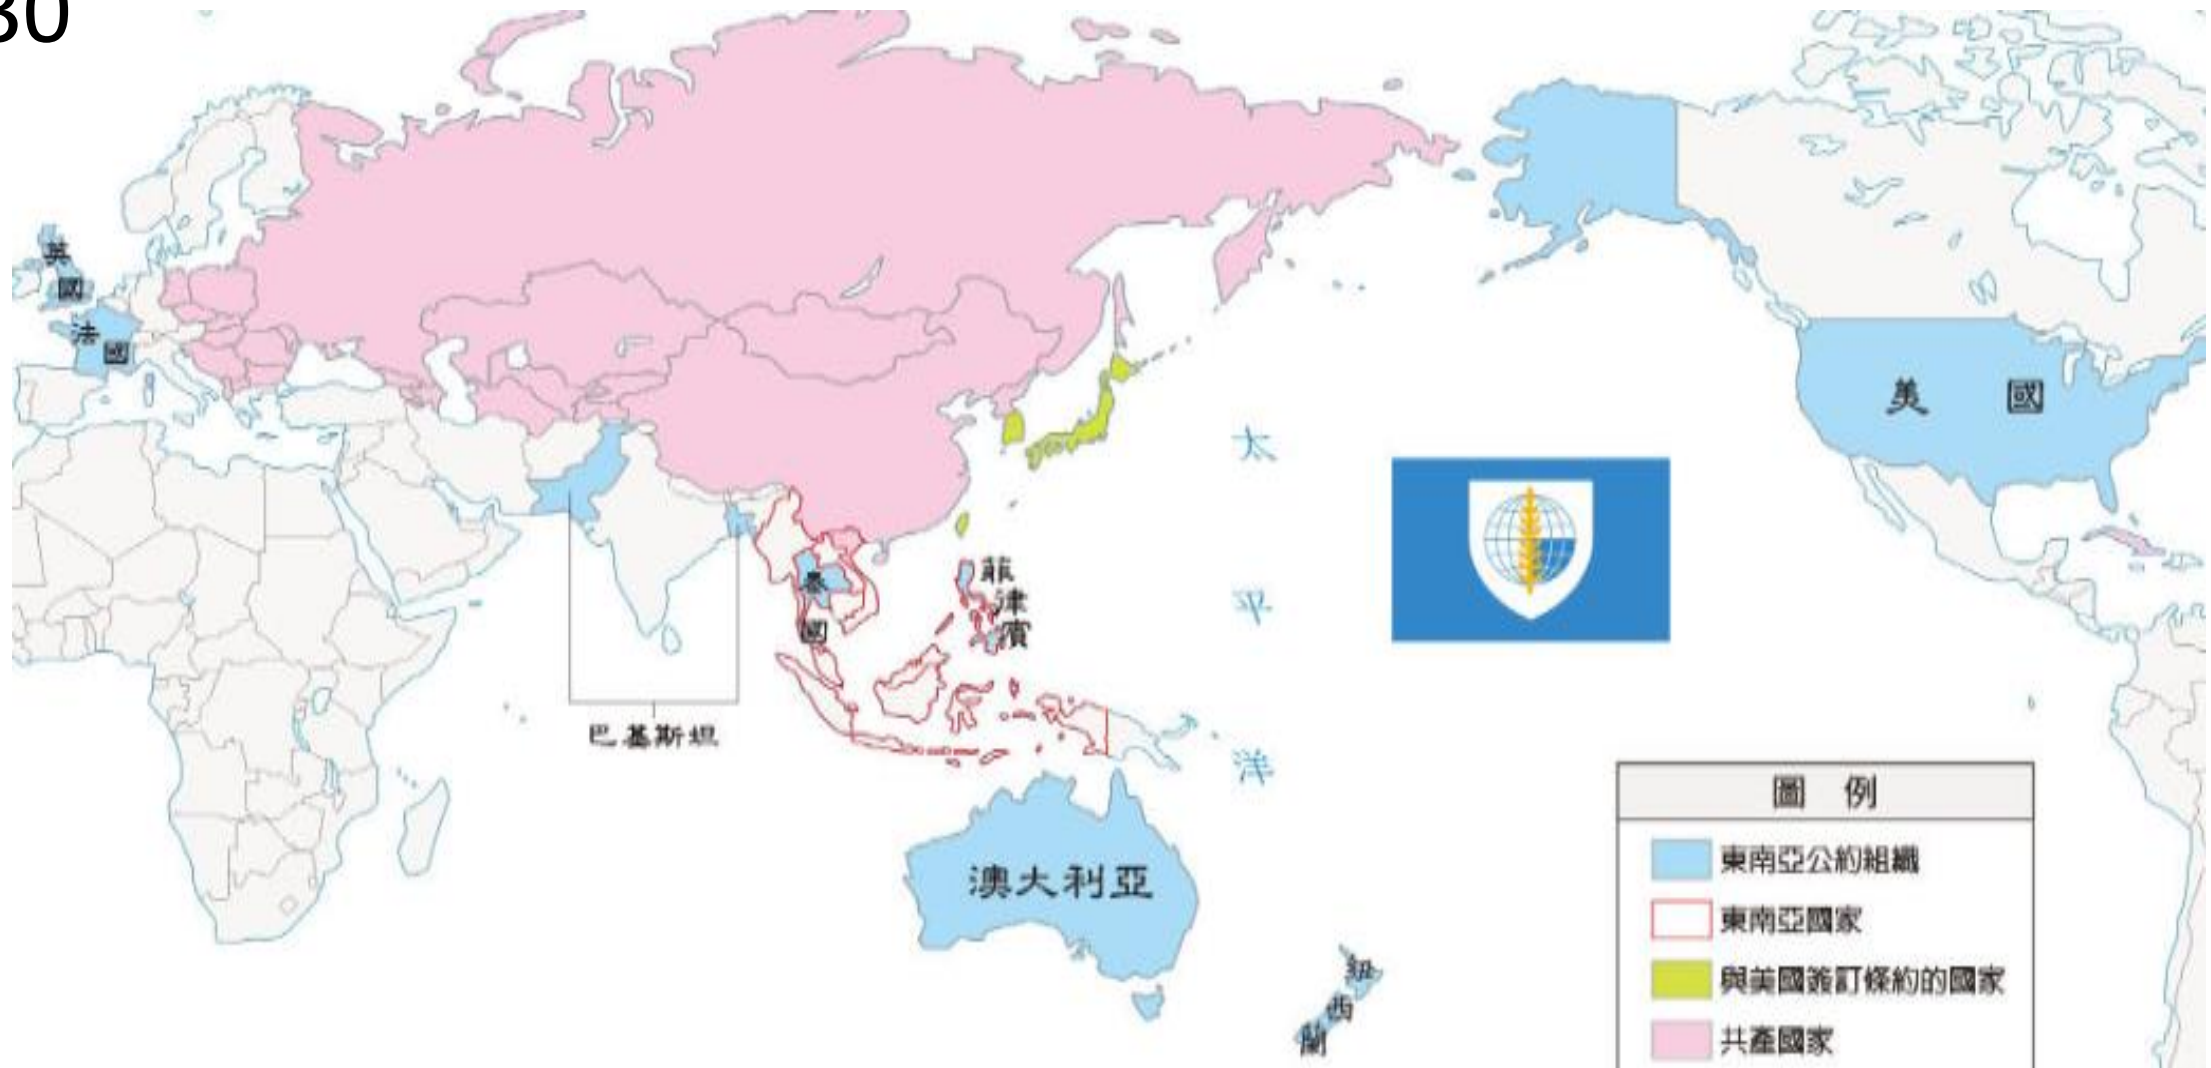 30
英國
法國
美國
太平洋
泰國
菲律賓
巴基斯坦
澳大利亞
紐西蘭
圖例
東南亞公約組織
東南亞國家
與美國簽訂條約的國家
共產國家